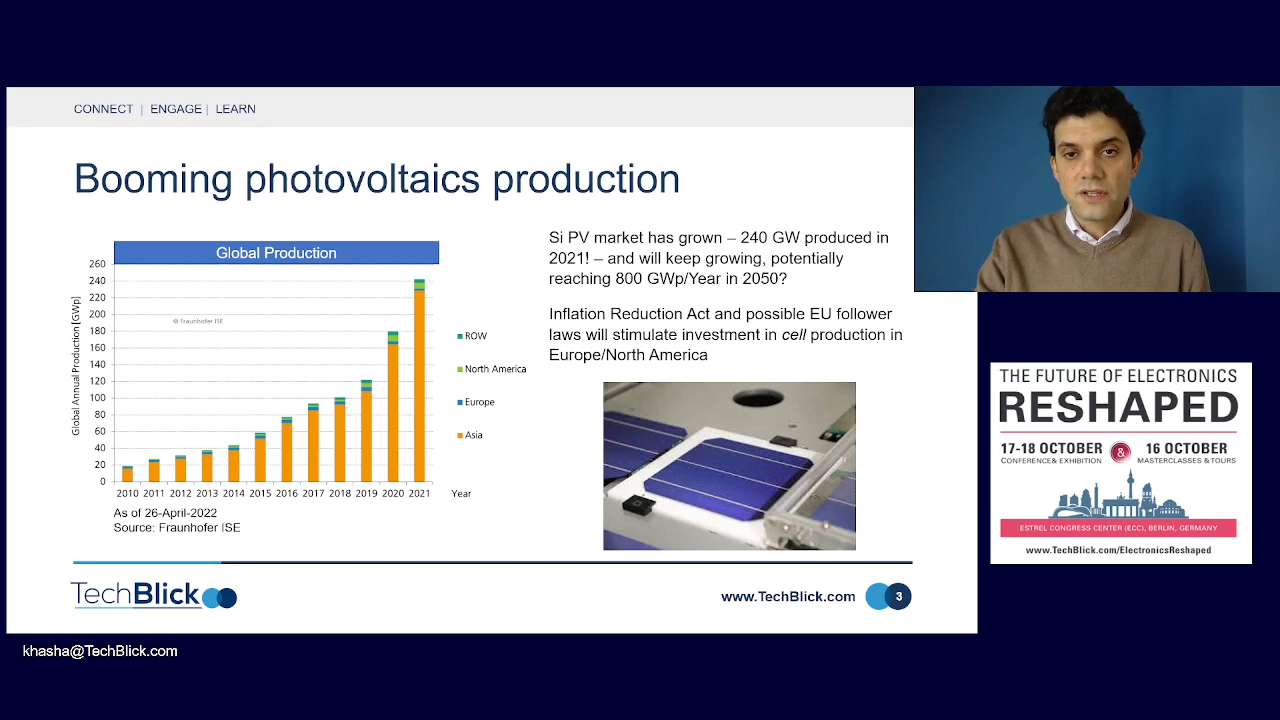 CONNECT | ENGAGE | LEARN
Booming photovoltaics production
Global Production
Global Annual Production [GWp]
260
240
220
200
180
160
140
120
100
80
60
40
20
0
© Fraunhofer ISE
ROW
North America
Europe
Asia
2010 2011 2012 2013 2014 2015 2016 2017 2018 2019 2020 2021 Year
As of 26-April-2022
Source: Fraunhofer ISE
Si PV market has grown – 240 GW produced in
2021! – and will keep growing, potentially
reaching 800 GWp/Year in 2050?
Inflation Reduction Act and possible EU follower
laws will stimulate investment in cell production in
Europe/North America
TechBlick
www.TechBlick.com
3
THE FUTURE OF ELECTRONICS
RESHAPED
17-18 OCTOBER & 16 OCTOBER
CONFERENCE& EXHIBITION MASTERCLASSES & TOURS
ESTREL CONGRESS CENTER (ECC), BERLIN, GERMANY
www.TechBlick.com/ElectronicsReshaped
khasha@TechBlick.com